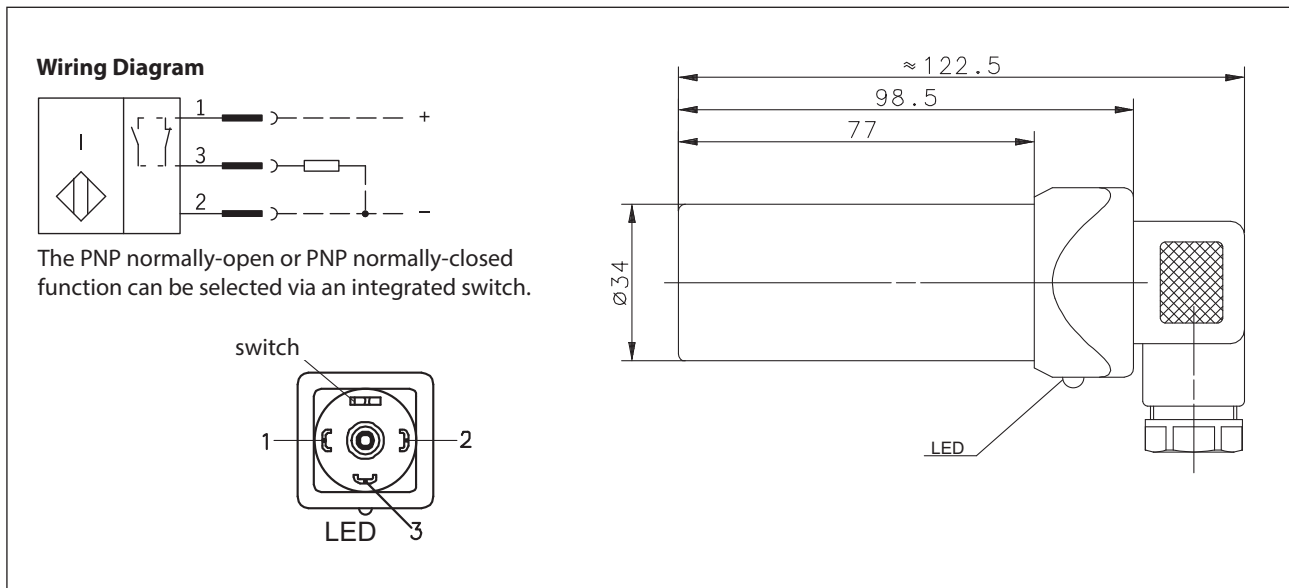 Wiring Diagram
1
+
3
2
–
I
The PNP normally-open or PNP normally-closed
function can be selected via an integrated switch.
switch
1
2
LED
3
≈122.5
98.5
77
ø34
LED